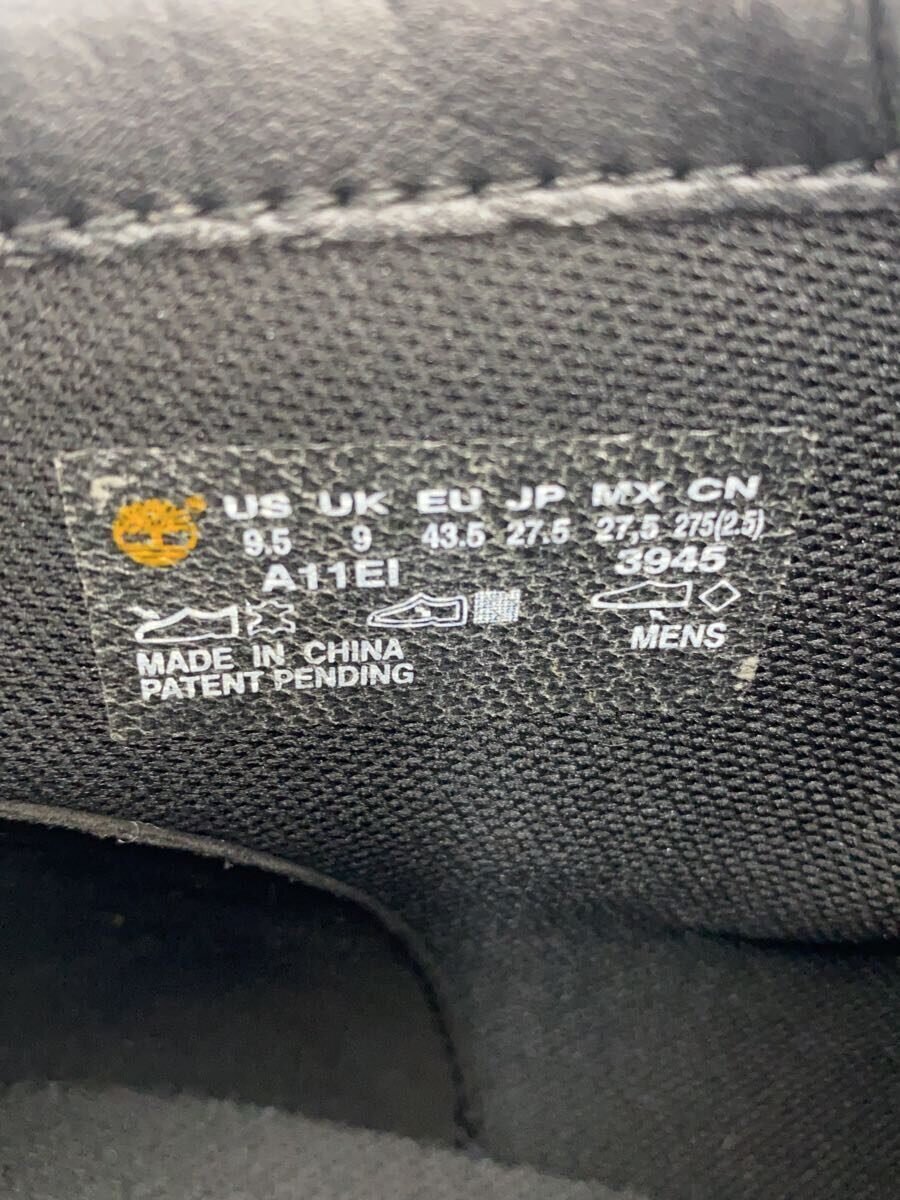 US UK EU JP MX CN
9.5 9 43.5 27.5 27,5 275(2.5)
A11EI 3945
MENS
MADE IN CHINA
PATENT PENDING